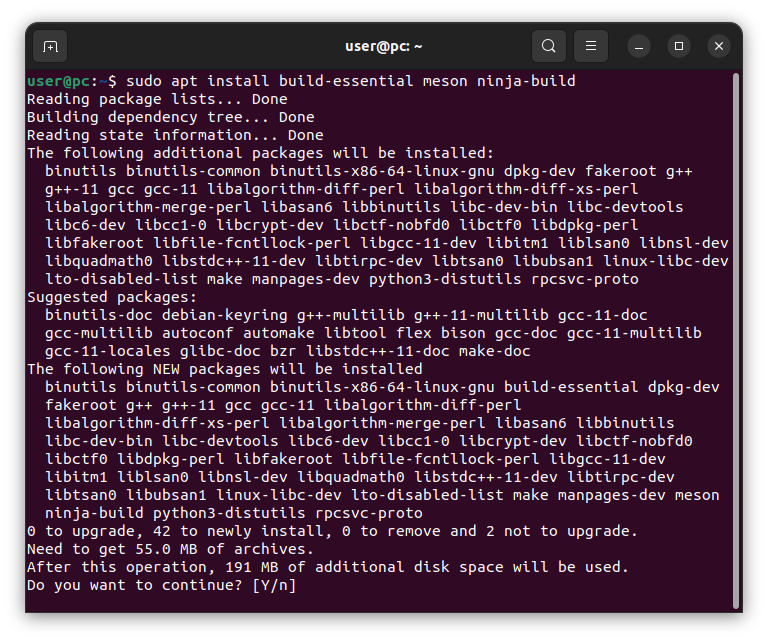 user@pc: ~
user@pc:~$ sudo apt install build-essential meson ninja-build
Reading package lists... Done
Building dependency tree... Done
Reading state information... Done
The following additional packages will be installed:
  binutils binutils-common binutils-x86-64-linux-gnu dpkg-dev fakeroot g++
  g++-11 gcc gcc-11 libalgorithm-diff-perl libalgorithm-diff-xs-perl
  libalgorithm-merge-perl libasan6 libbinutils libc-dev-bin libc-devtools
  libc6-dev libcc1-0 libcrypt-dev libctf-nobfd0 libctf0 libdpkg-perl
  libfakeroot libfile-fcntllock-perl libgcc-11-dev libitm1 liblsan0 libnsl-dev
  libquadmath0 libstdc++-11-dev libtirpc-dev libtsan0 libubsan1 linux-libc-dev
  lto-disabled-list make manpages-dev python3-distutils rpcsvc-proto
Suggested packages:
  binutils-doc debian-keyring g++-multilib g++-11-multilib gcc-11-doc
  gcc-multilib autoconf automake libtool flex bison gcc-doc gcc-11-multilib
  gcc-11-locales glibc-doc bzr libstdc++-11-doc make-doc
The following NEW packages will be installed
  binutils binutils-common binutils-x86-64-linux-gnu build-essential dpkg-dev
  fakeroot g++ g++-11 gcc gcc-11 libalgorithm-diff-perl
  libalgorithm-diff-xs-perl libalgorithm-merge-perl libasan6 libbinutils
  libc-dev-bin libc-devtools libc6-dev libcc1-0 libcrypt-dev libctf-nobfd0
  libctf0 libdpkg-perl libfakeroot libfile-fcntllock-perl libgcc-11-dev
  libitm1 liblsan0 libnsl-dev libquadmath0 libstdc++-11-dev libtirpc-dev
  libtsan0 libubsan1 linux-libc-dev lto-disabled-list make manpages-dev meson
  ninja-build python3-distutils rpcsvc-proto
0 to upgrade, 42 to newly install, 0 to remove and 2 not to upgrade.
Need to get 55.0 MB of archives.
After this operation, 191 MB of additional disk space will be used.
Do you want to continue? [Y/n]